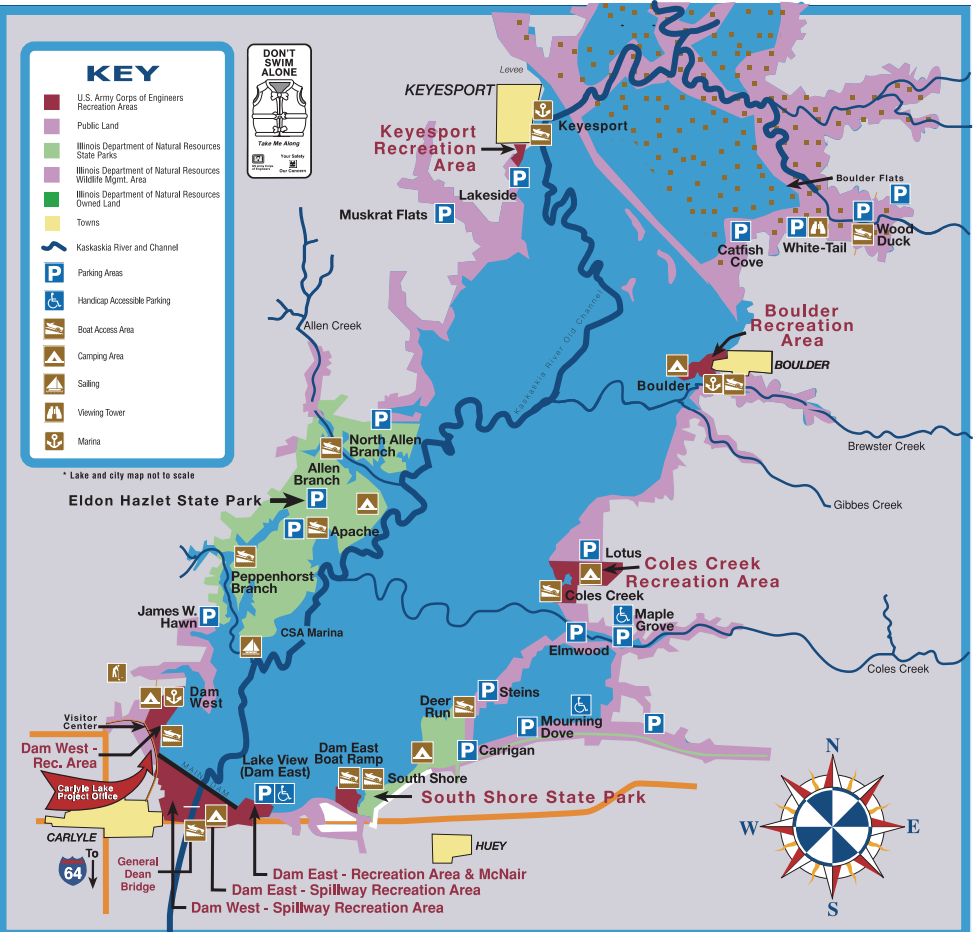 KEY
U.S. Army Corps of Engineers
Recreation Areas
Public Land
Illinois Department of Natural Resources
State Parks
Illinois Department of Natural Resources
Wildlife Mgmt. Area
Illinois Department of Natural Resources
Owned Land
Towns
Kaskaskia River and Channel
P
Parking Areas
Handicap Accessible Parking
Boat Access Area
Camping Area
Sailing
Viewing Tower
Marina
* Lake and city map not to scale
DON'T
SWIM
ALONE
Take Me Along
US Army Corps
of Engineers
Your Safety
Our Concern
Levee
KEYESPORT
Keyesport
Keyesport
Recreation
Area
P
Lakeside
Muskrat Flats
P
Boulder Flats
P
P
P
P
Wood
Duck
White-Tail
Catfish
Cove
Allen Creek
Kaskaskia River Old Channel
Boulder
Recreation
Area
BOULDER
Boulder
Brewster Creek
Gibbes Creek
P
North Allen
Branch
Allen
Branch
Eldon Hazlet State Park
P
P
Apache
Peppenhorst
Branch
James W.
Hawn
P
CSA Marina
P
Lotus
Coles Creek
Recreation Area
Coles Creek
Maple
Grove
P
P
Elmwood
Coles Creek
P
Steins
Deer
Run
Mourning
Dove
P
P
P
Carrigan
Dam
West
Visitor
Center
Dam West -
Rec. Area
Carlyle Lake
Project Office
MAIN DAM
Lake View
(Dam East)
P
Dam East
Boat Ramp
South Shore
South Shore State Park
CARLYLE
To
64
General
Dean
Bridge
HUEY
Dam East - Recreation Area & McNair
Dam East - Spillway Recreation Area
Dam West - Spillway Recreation Area
N
W
E
S